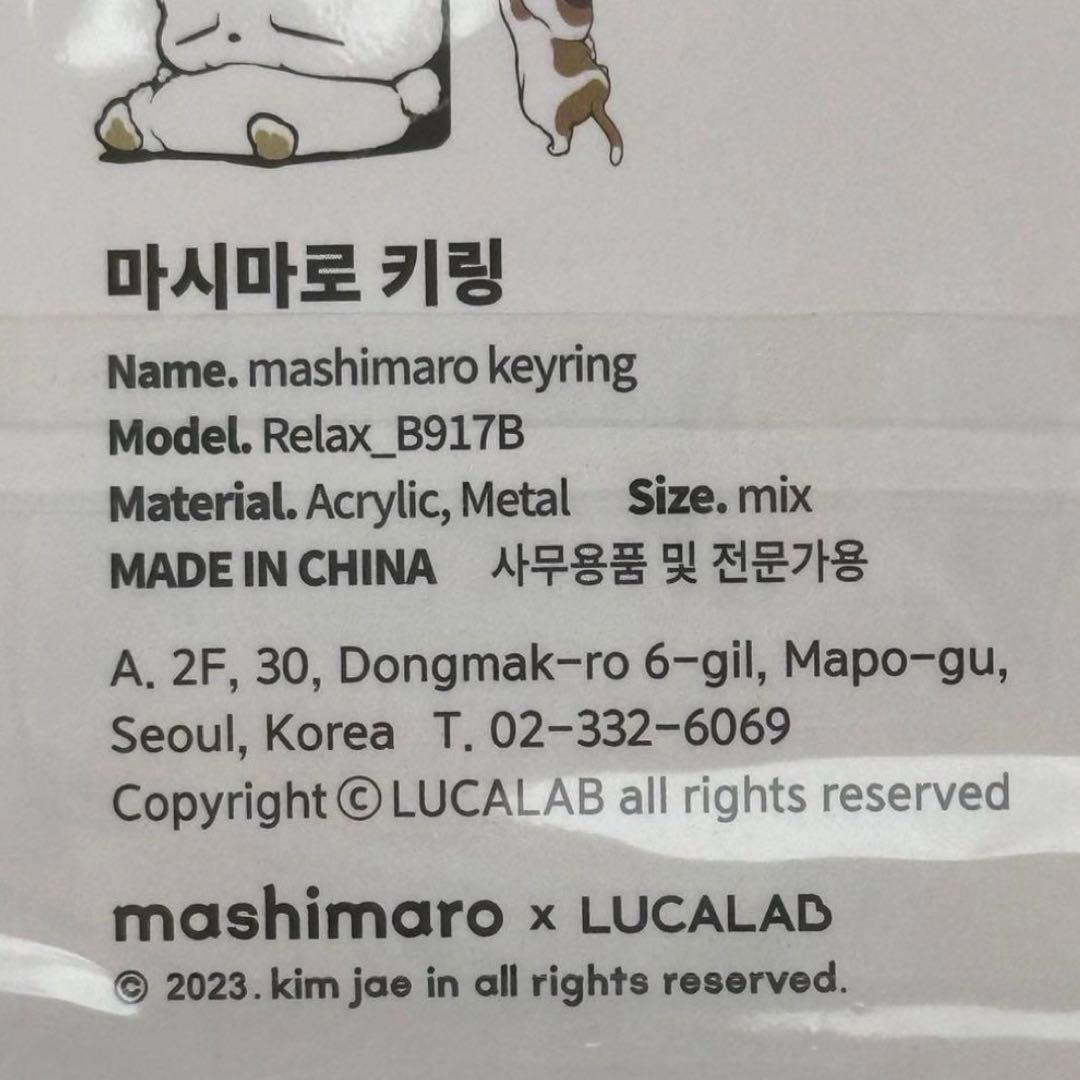 마시마로 키링
Name. mashimaro keyring
Model. Relax_B917B
Material. Acrylic, Metal Size. mix
MADE IN CHINA 사무용품 및 전문가용
A. 2F, 30, Dongmak-ro 6-gil, Mapo-gu,
Seoul, Korea T. 02-332-6069
Copyright ⓒ LUCALAB all rights reserved
mashimaro x LUCALAB
© 2023. kim jae in all rights reserved.